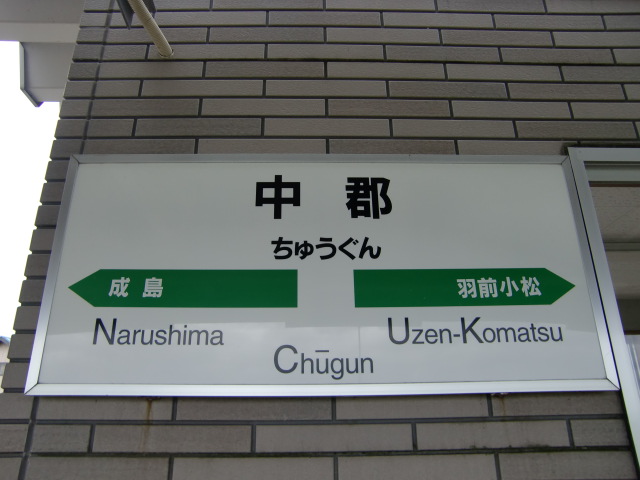 中郡
ちゅうぐん
成島 羽前小松
Narushima Uzen-Komatsu
Chūgun